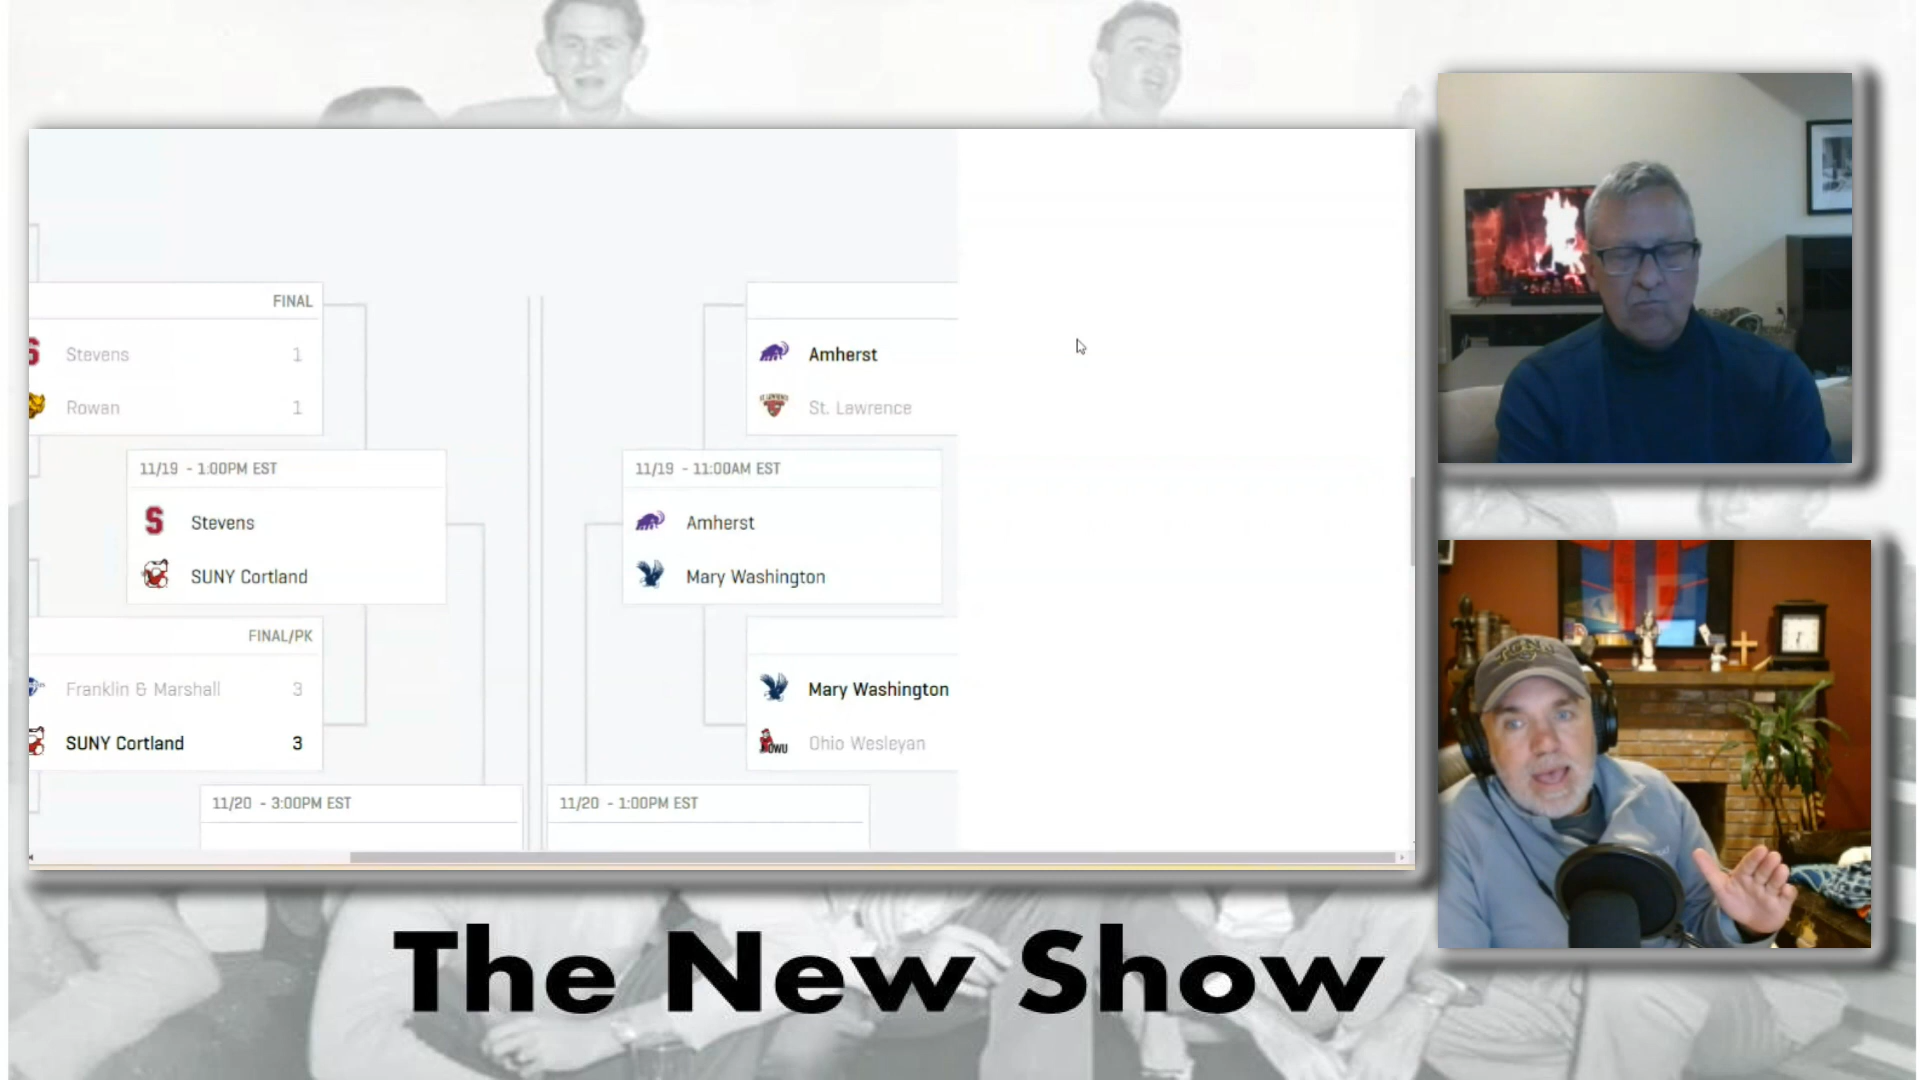 FINAL
Stevens 1
Rowan 1
11/19 - 1:00PM EST
Stevens
SUNY Cortland
FINAL/PK
Franklin & Marshall 3
SUNY Cortland 3
11/20 - 3:00PM EST
Amherst
St. Lawrence
11/19 - 11:00AM EST
Amherst
Mary Washington
Mary Washington
OWU
Ohio Wesleyan
11/20 - 1:00PM EST
The New Show